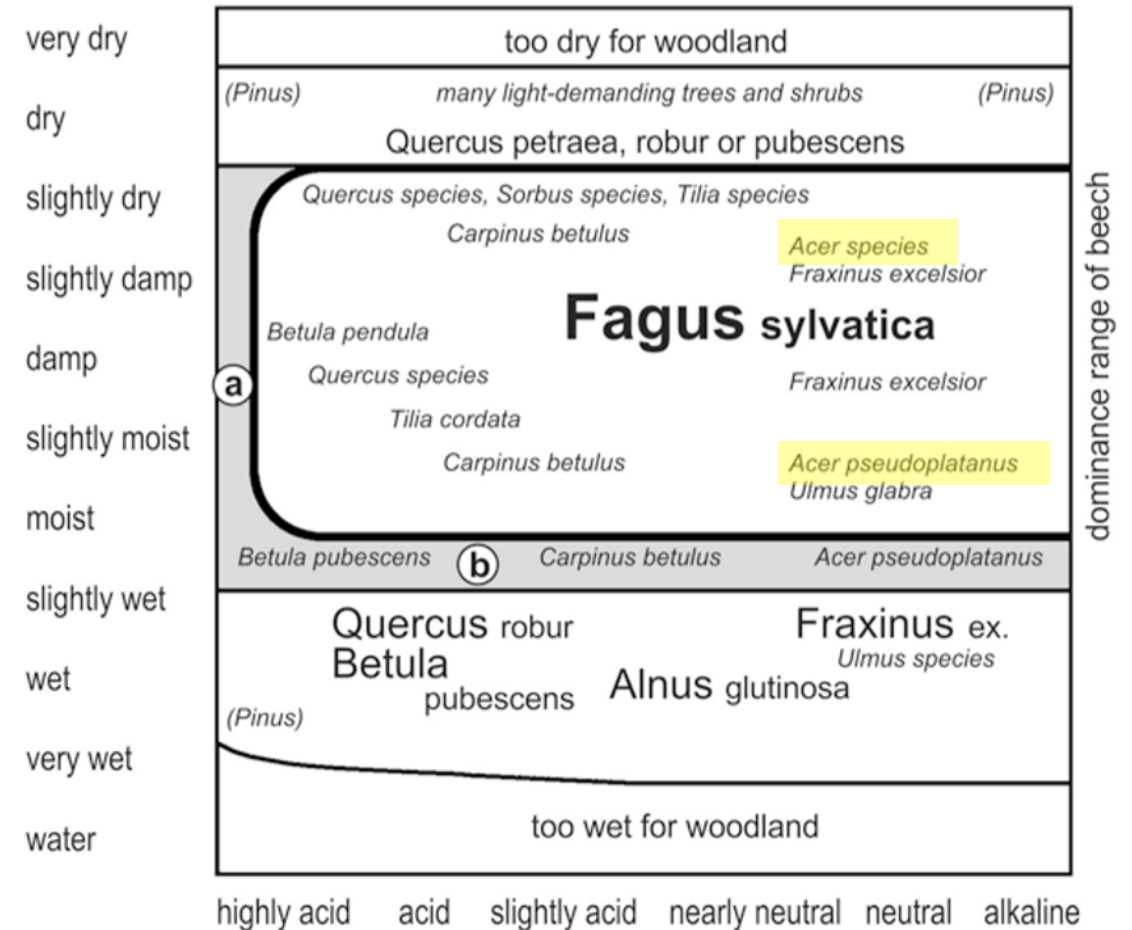 very dry
too dry for woodland
(Pinus) many light-demanding trees and shrubs (Pinus)
dry
Quercus petraea, robur or pubescens
slightly dry
Quercus species, Sorbus species, Tilia species
Carpinus betulus
Acer species
slightly damp
Fraxinus excelsior
Fagus sylvatica
Betula pendula
damp
Quercus species
Fraxinus excelsior
a
Tilia cordata
slightly moist
Carpinus betulus
Acer pseudoplatanus
Ulmus glabra
moist
Betula pubescens b Carpinus betulus Acer pseudoplatanus
slightly wet
Quercus robur
Fraxinus ex.
Betula
pubescens
Ulmus species
wet
Alnus glutinosa
(Pinus)
very wet
too wet for woodland
water
highly acid acid slightly acid nearly neutral neutral alkaline
dominance range of beech